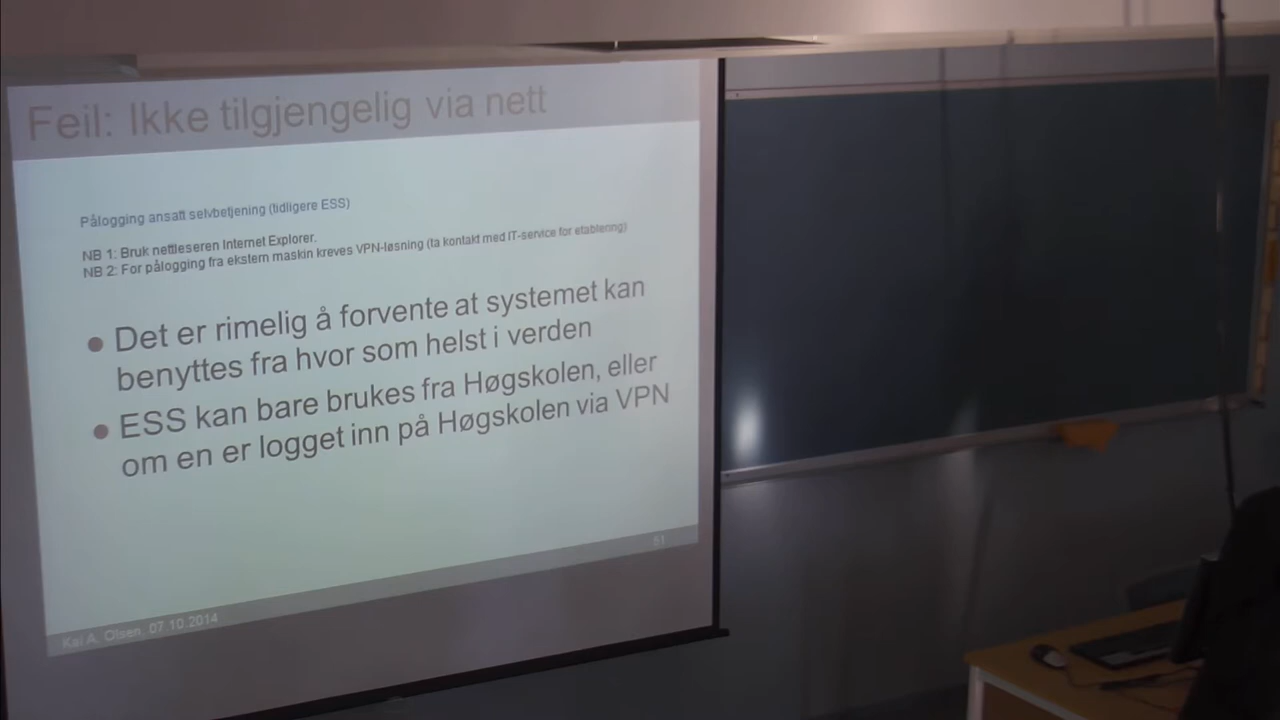 Feil: Ikke tilgjengelig via nett
Pålogging ansatt selvbetjening (tidligere ESS)
NB 1: Bruk nettleseren Internet Explorer.
NB 2: For pålogging fra ekstern maskin kreves VPN-løsning (ta kontakt med IT-service for etablering)
● Det er rimelig å forvente at systemet kan
benyttes fra hvor som helst i verden
● ESS kan bare brukes fra Høgskolen, eller
om en er logget inn på Høgskolen via VPN
51
Kai A. Olsen, 07.10.2014